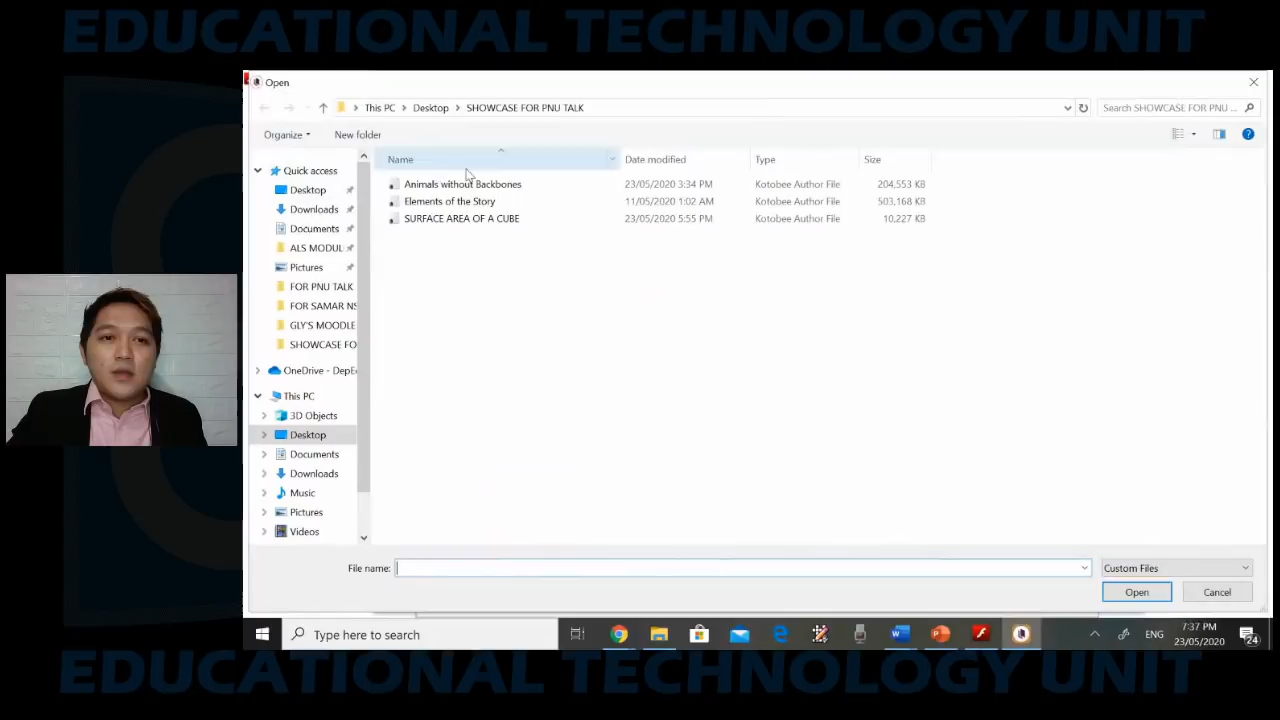 EDUCATIONAL TECHNOLOGY UNIT
Open
This PC > Desktop > SHOWCASE FOR PNU TALK
Search SHOWCASE FOR PNU ...
Organize
New folder
Name
Date modified
Type
Size
Animals without Backbones 23/05/2020 3:34 PM Kotobee Author File 204,553 KB
Elements of the Story 11/05/2020 1:02 AM Kotobee Author File 503,168 KB
SURFACE AREA OF A CUBE 23/05/2020 5:55 PM Kotobee Author File 10,227 KB
Quick access
Desktop
Downloads
Documents
ALS MODUL
Pictures
FOR PNU TALK
FOR SAMAR NS
GLY'S MOODLE
SHOWCASE FO
OneDrive - DepE
This PC
3D Objects
Desktop
Documents
Downloads
Music
Pictures
Videos
File name:
Custom Files
Open
Cancel
Type here to search
ENG
7:37 PM
23/05/2020
24
EDUCATIONAL TECHNOLOGY UNIT